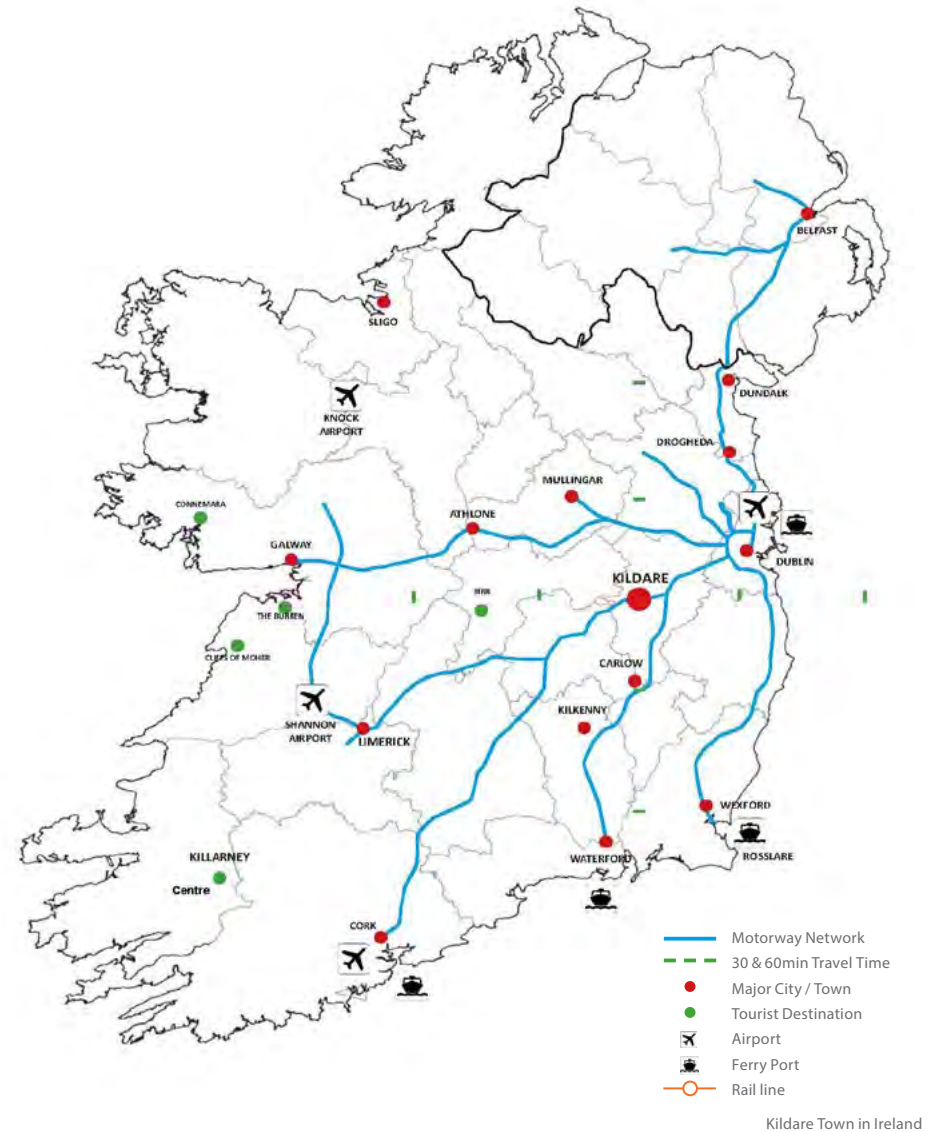 BELFAST
SLIGO
DUNDALK
KNOCK
AIRPORT
DROGHEDA
MULLINGAR
CONNEMARA
ATHLONE
GALWAY
DUBLIN
KILDARE
BIRR
THE BURREN
CLIFFS OF MOHER
CARLOW
KILKENNY
SHANNON
AIRPORT
LIMERICK
WEXFORD
ROSSLARE
WATERFORD
KILLARNEY
Centre
CORK
Motorway Network
30 & 60min Travel Time
Major City / Town
Tourist Destination
Airport
Ferry Port
Rail line
Kildare Town in Ireland